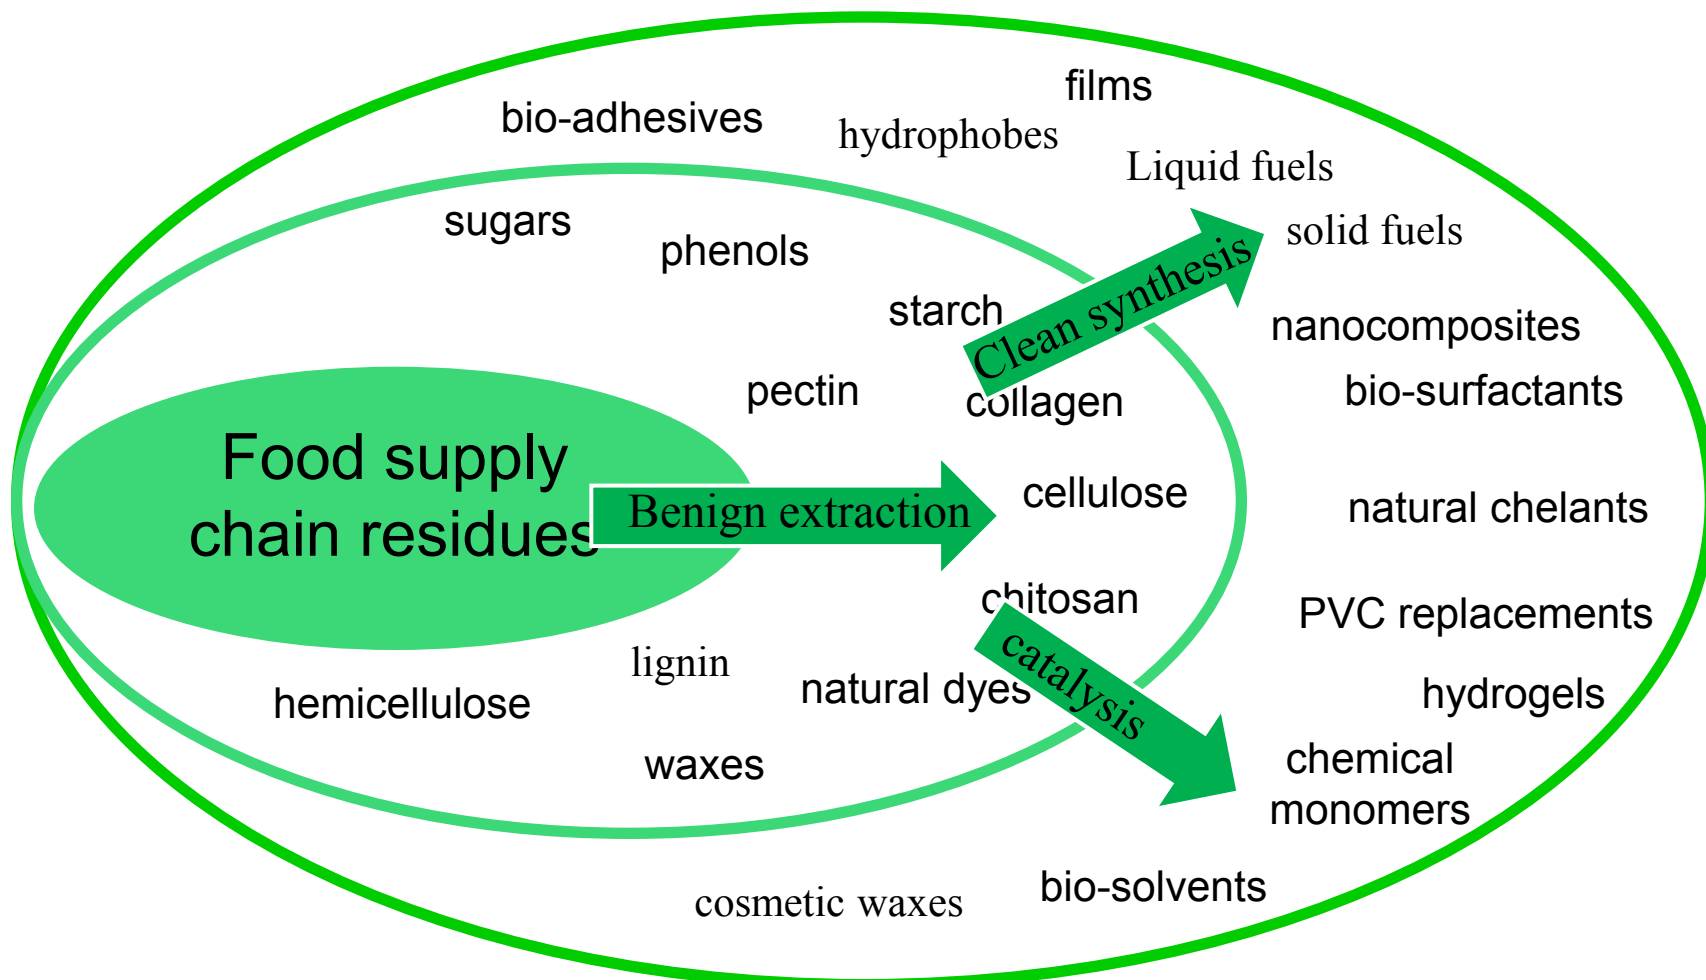 films
bio-adhesives
hydrophobes
Liquid fuels
sugars
phenols
solid fuels
starch
Clean synthesis
nanocomposites
pectin
collagen
bio-surfactants
Food supply
chain residues
Benign extraction
cellulose
natural chelants
chitosan
PVC replacements
catalysis
lignin
natural dyes
hemicellulose
hydrogels
waxes
chemical
monomers
cosmetic waxes
bio-solvents